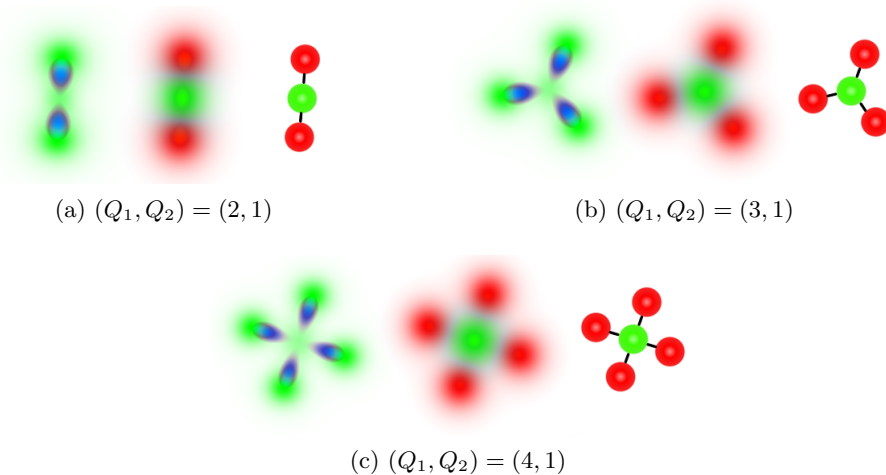 (a) (Q₁, Q₂) = (2, 1)
(b) (Q₁, Q₂) = (3, 1)
(c) (Q₁, Q₂) = (4, 1)